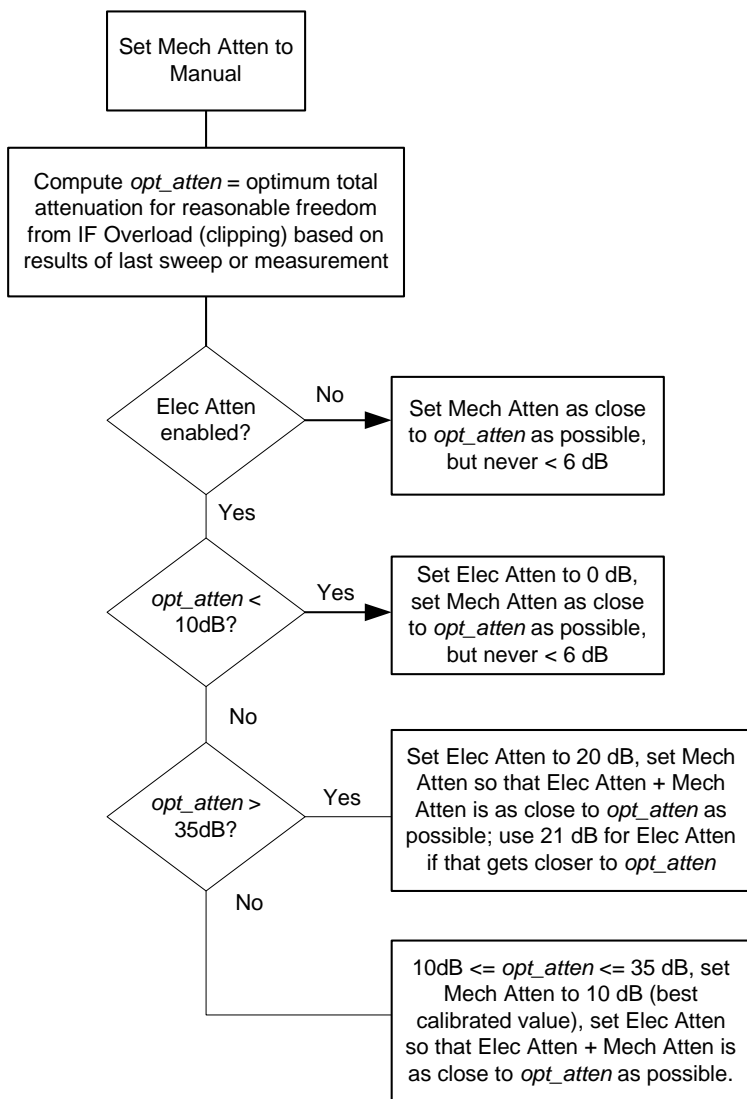 Set Mech Atten to
Manual
Compute opt_atten = optimum total
attenuation for reasonable freedom
from IF Overload (clipping) based on
results of last sweep or measurement
Elec Atten
enabled?
No
Set Mech Atten as close
to opt_atten as possible,
but never < 6 dB
Yes
opt_atten <
10dB?
Yes
Set Elec Atten to 0 dB,
set Mech Atten as close
to opt_atten as possible,
but never < 6 dB
No
opt_atten >
35dB?
Yes
Set Elec Atten to 20 dB, set Mech
Atten so that Elec Atten + Mech
Atten is as close to opt_atten as
possible; use 21 dB for Elec Atten
if that gets closer to opt_atten
No
10dB <= opt_atten <= 35 dB, set
Mech Atten to 10 dB (best
calibrated value), set Elec Atten
so that Elec Atten + Mech Atten is
as close to opt_atten as possible.